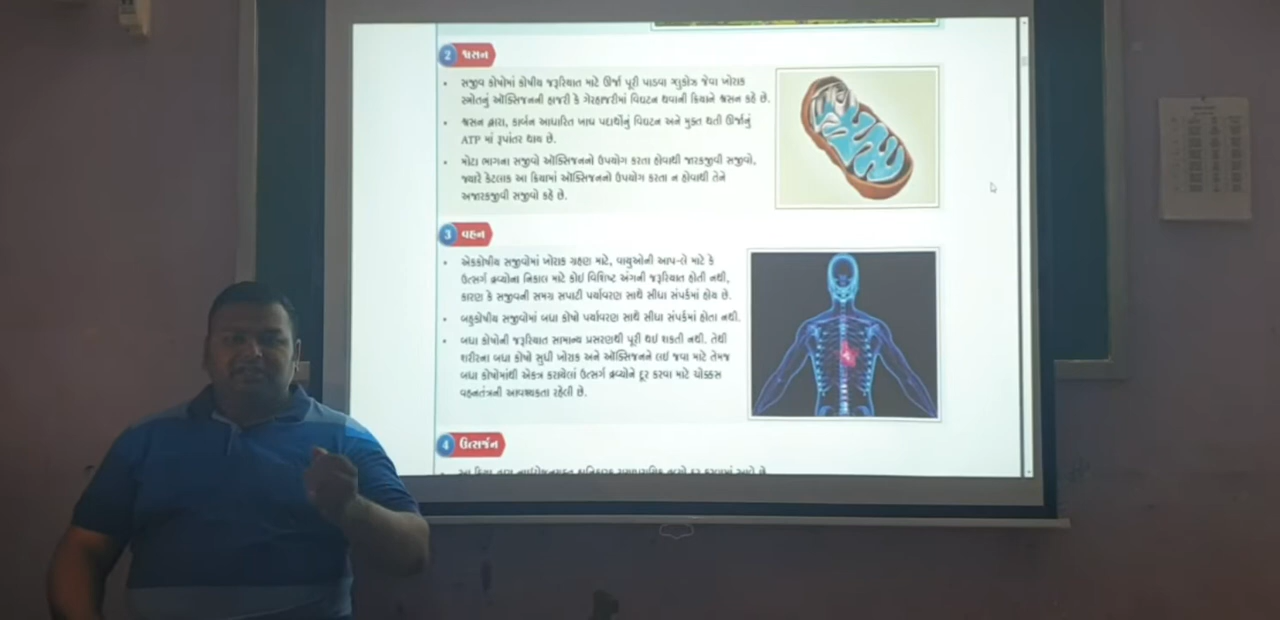 2 શ્વસન
• સજીવ કોષોમાં કોષીય જરૂરિયાત માટે ઊર્જા પૂરી પાડવા ગ્લુકોઝ જેવા ખોરાક
સ્ત્રોતનું ઑક્સિજનની હાજરી કે ગેરહાજરીમાં વિઘટન થવાની ક્રિયાને શ્વસન કહે છે.
• શ્વસન દ્વારા, કાર્બન આધારિત ખાદ્ય પદાર્થોનું વિઘટન અને મુક્ત થતી ઊર્જાનું
ATP માં રૂપાંતર થાય છે.
• મોટા ભાગના સજીવો ઑક્સિજનનો ઉપયોગ કરતા હોવાથી જારકજીવી સજીવો,
જ્યારે કેટલાક આ ક્રિયામાં ઑક્સિજનનો ઉપયોગ કરતા ન હોવાથી તેને
અજારકજીવી સજીવો કહે છે.
3 વહન
• એકકોષીય સજીવોમાં ખોરાક ગ્રહણ માટે, વાયુઓની આપ-લે માટે કે
ઉત્સર્ગ દ્રવ્યોના નિકાલ માટે કોઈ વિશિષ્ટ અંગની જરૂરિયાત હોતી નથી,
કારણ કે સજીવની સમગ્ર સપાટી પર્યાવરણ સાથે સીધા સંપર્કમાં હોય છે.
• બહુકોષીય સજીવોમાં બધા કોષો પર્યાવરણ સાથે સીધા સંપર્કમાં હોતા નથી.
• બધા કોષોની જરૂરિયાત સામાન્ય પ્રસરણથી પૂરી થઈ શકતી નથી. તેથી
શરીરના બધા કોષો સુધી ખોરાક અને ઑક્સિજનને લઈ જવા માટે તેમજ
બધા કોષોમાંથી એકત્ર કરાયેલાં ઉત્સર્ગ દ્રવ્યોને દૂર કરવા માટે ચોક્કસ
વહનતંત્રની આવશ્યકતા રહેલી છે.
4 ઉત્સર્જન